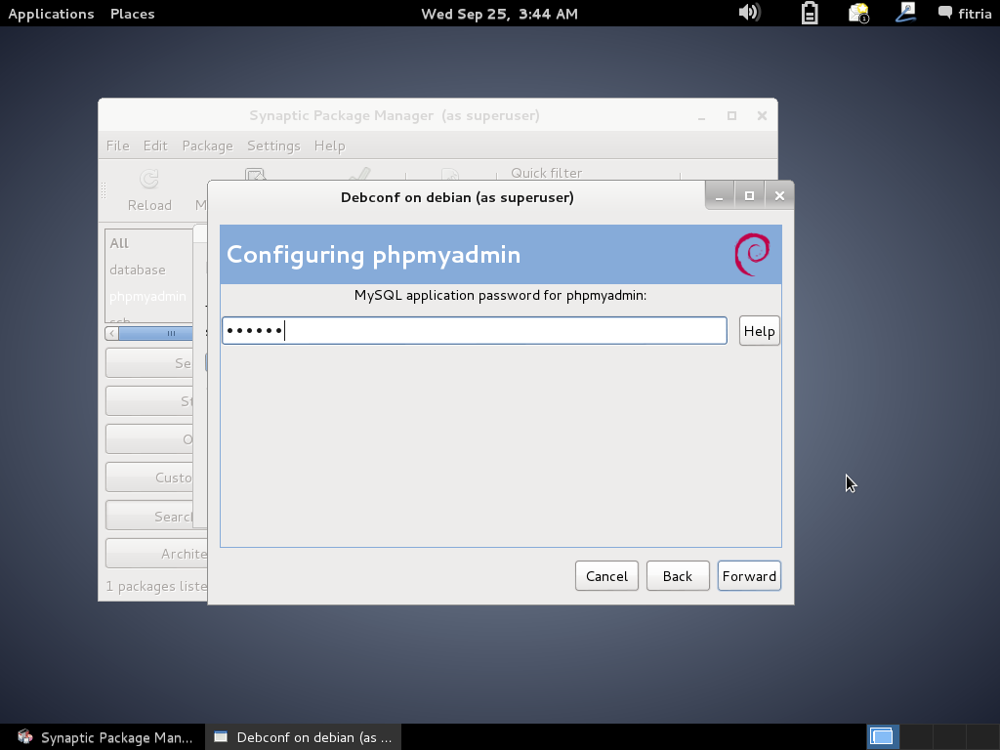 Applications Places Wed Sep 25, 3:44 AM 1 fitria
Synaptic Package Manager (as superuser)
File Edit Package Settings Help
Quick filter
Reload
Debconf on debian (as superuser)
Configuring phpmyadmin
MySQL application password for phpmyadmin:
••••••
Help
All
database
phpmyadmin
ssh
Se
St
O
Custo
Search
Archite
1 packages liste
Cancel Back Forward
Synaptic Package Man... Debconf on debian (as ...